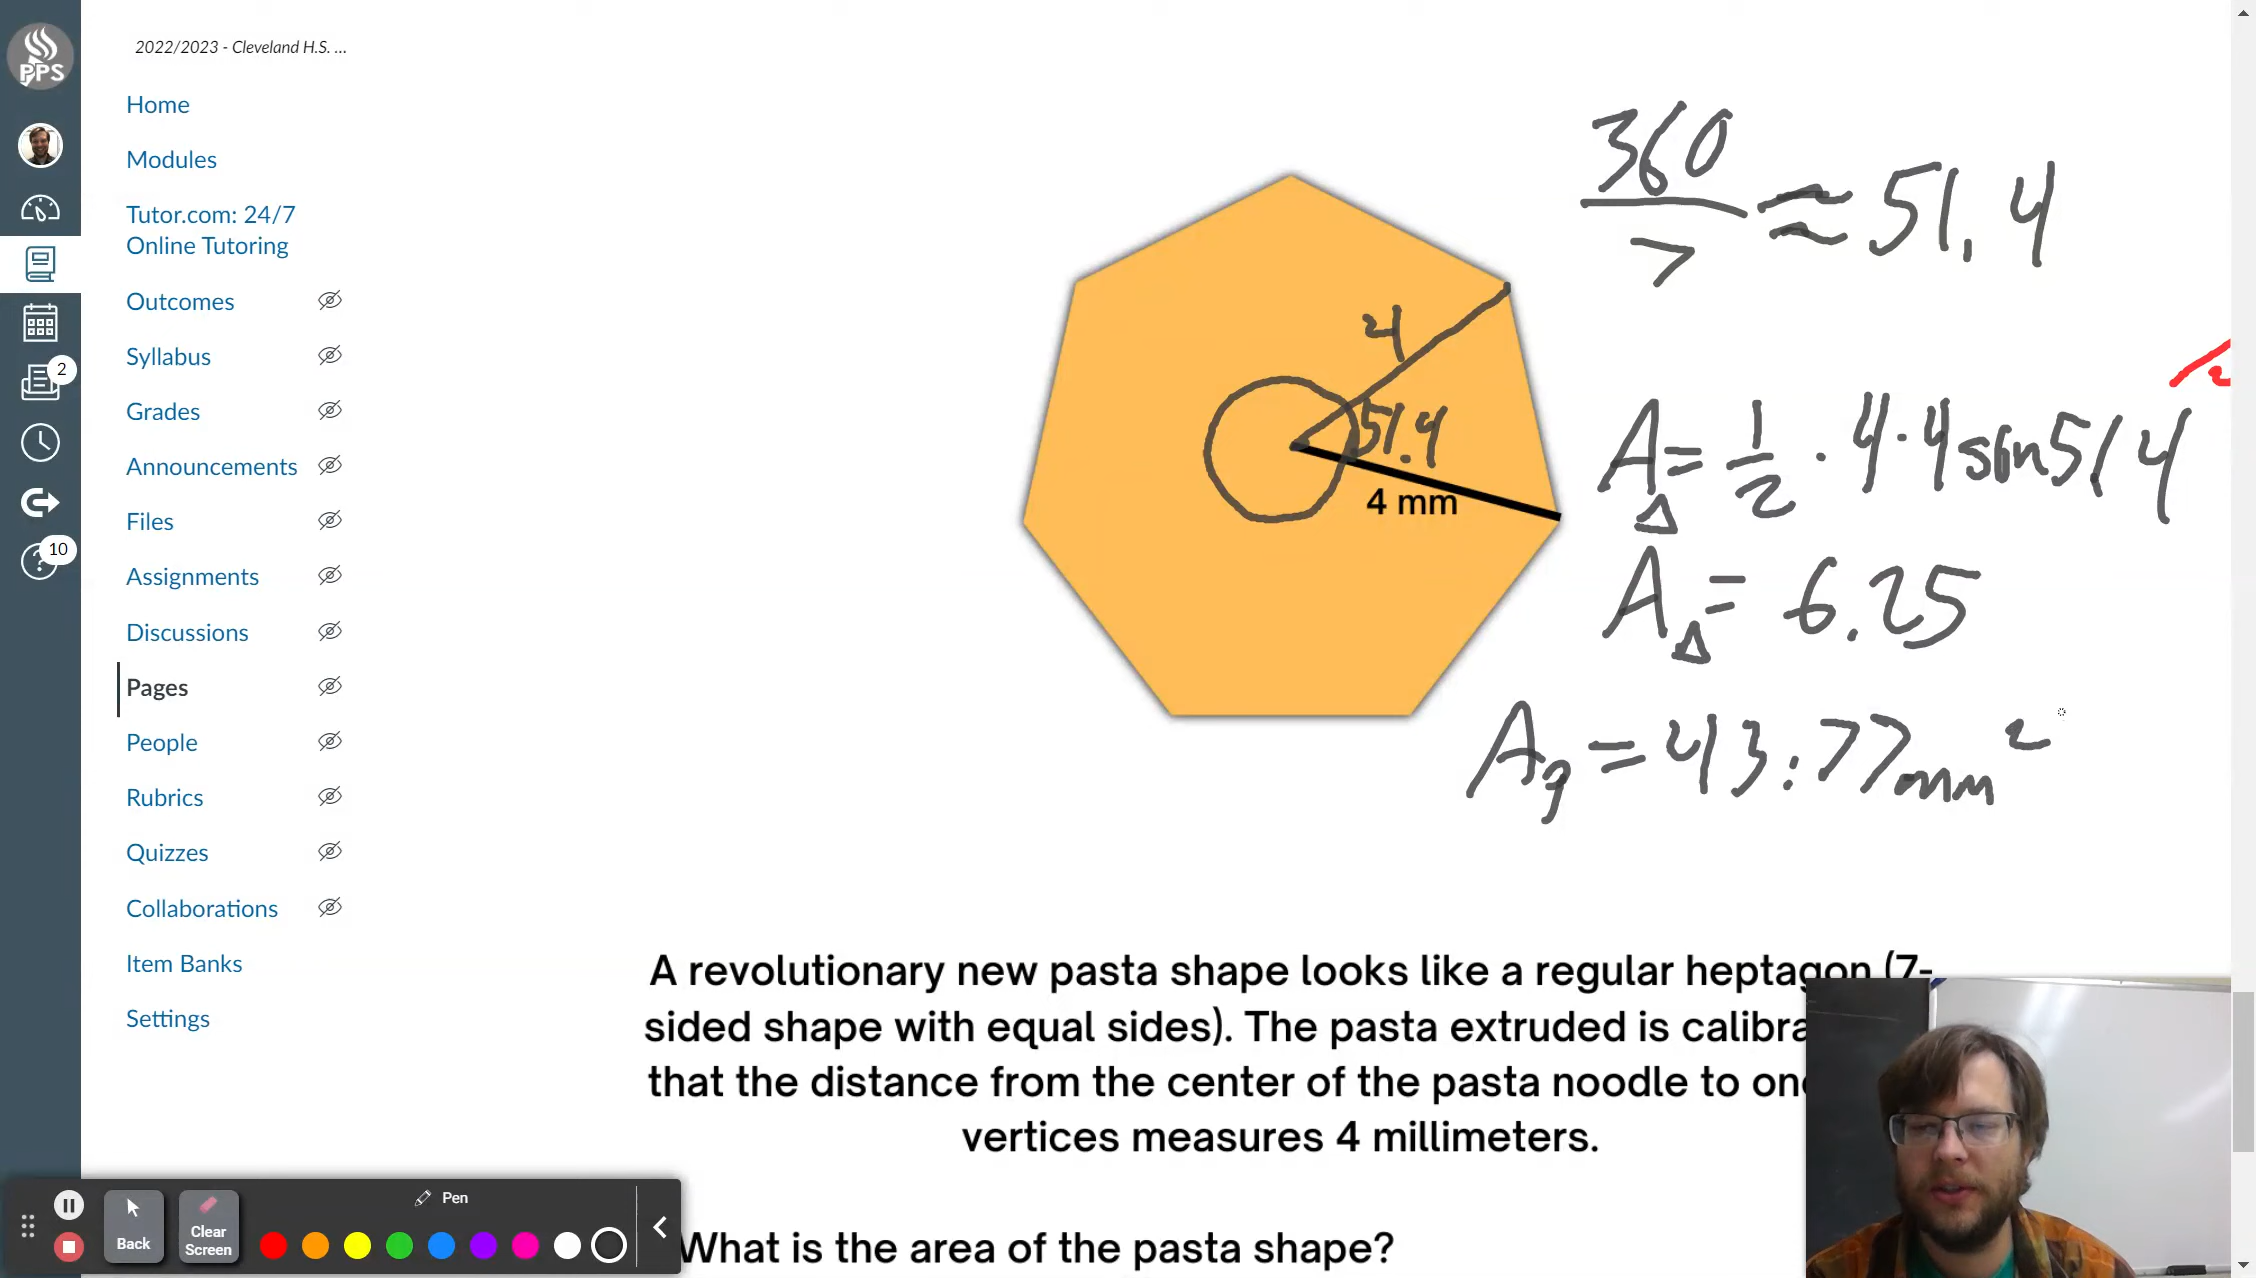 PPS
2022/2023 - Cleveland H.S. ...
Home
Modules
Tutor.com: 24/7
Online Tutoring
Outcomes
Syllabus
2
Grades
Announcements
Files
10
Assignments
Discussions
Pages
People
Rubrics
Quizzes
Collaborations
Item Banks
Settings
4
51.4
4 mm
360
7
≈ 51.4
2
A△ = 1/2 · 4·4 sin 51 4
A△ = 6.25
A7 = 43.77mm²
A revolutionary new pasta shape looks like a regular heptagon (7-
sided shape with equal sides). The pasta extruded is
that the distance from the center of the pasta noodle to
vertices measures 4 millimeters.
What is the area of the pasta shape?
Pen
Back
Clear
Screen